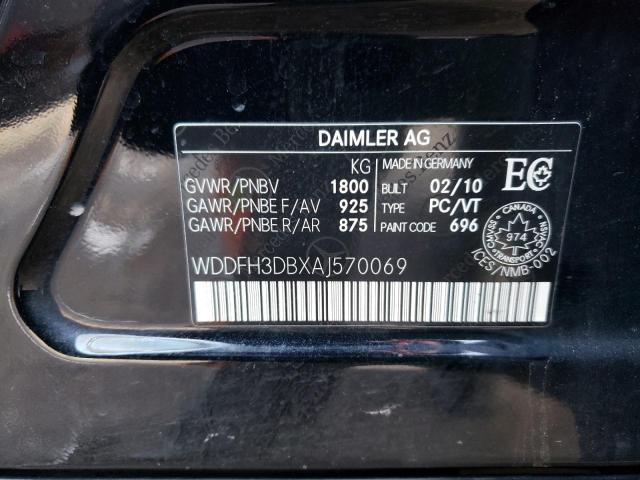 DAIMLER AG
KG
GVWR/PNBV 1800
GAWR/PNBE F/AV 925
GAWR/PNBE R/AR 875
MADE IN GERMANY
BUILT 02/10
TYPE PC/VT
PAINT CODE 696
EC
CANADA
974
ICES/NMB-002
WDDFH3DBXAJ570069